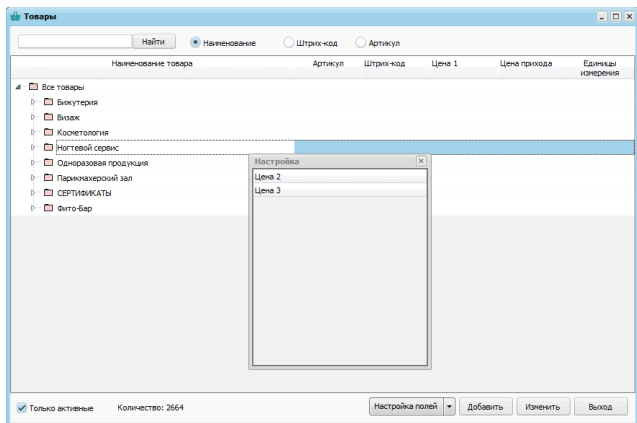 Товары
Найти Наименование Штрих-код Артикул
Наименование товара Артикул Штрих-код Цена 1 Цена прихода Единицы измерения
Все товары
Бижутерия
Визаж
Косметология
Ногтевой сервис
Одноразовая продукция
Парикмахерский зал
СЕРТИФИКАТЫ
Фито-Бар
Настройка
Цена 2
Цена 3
Только активные Количество: 2664 Настройка полей Добавить Изменить Выход